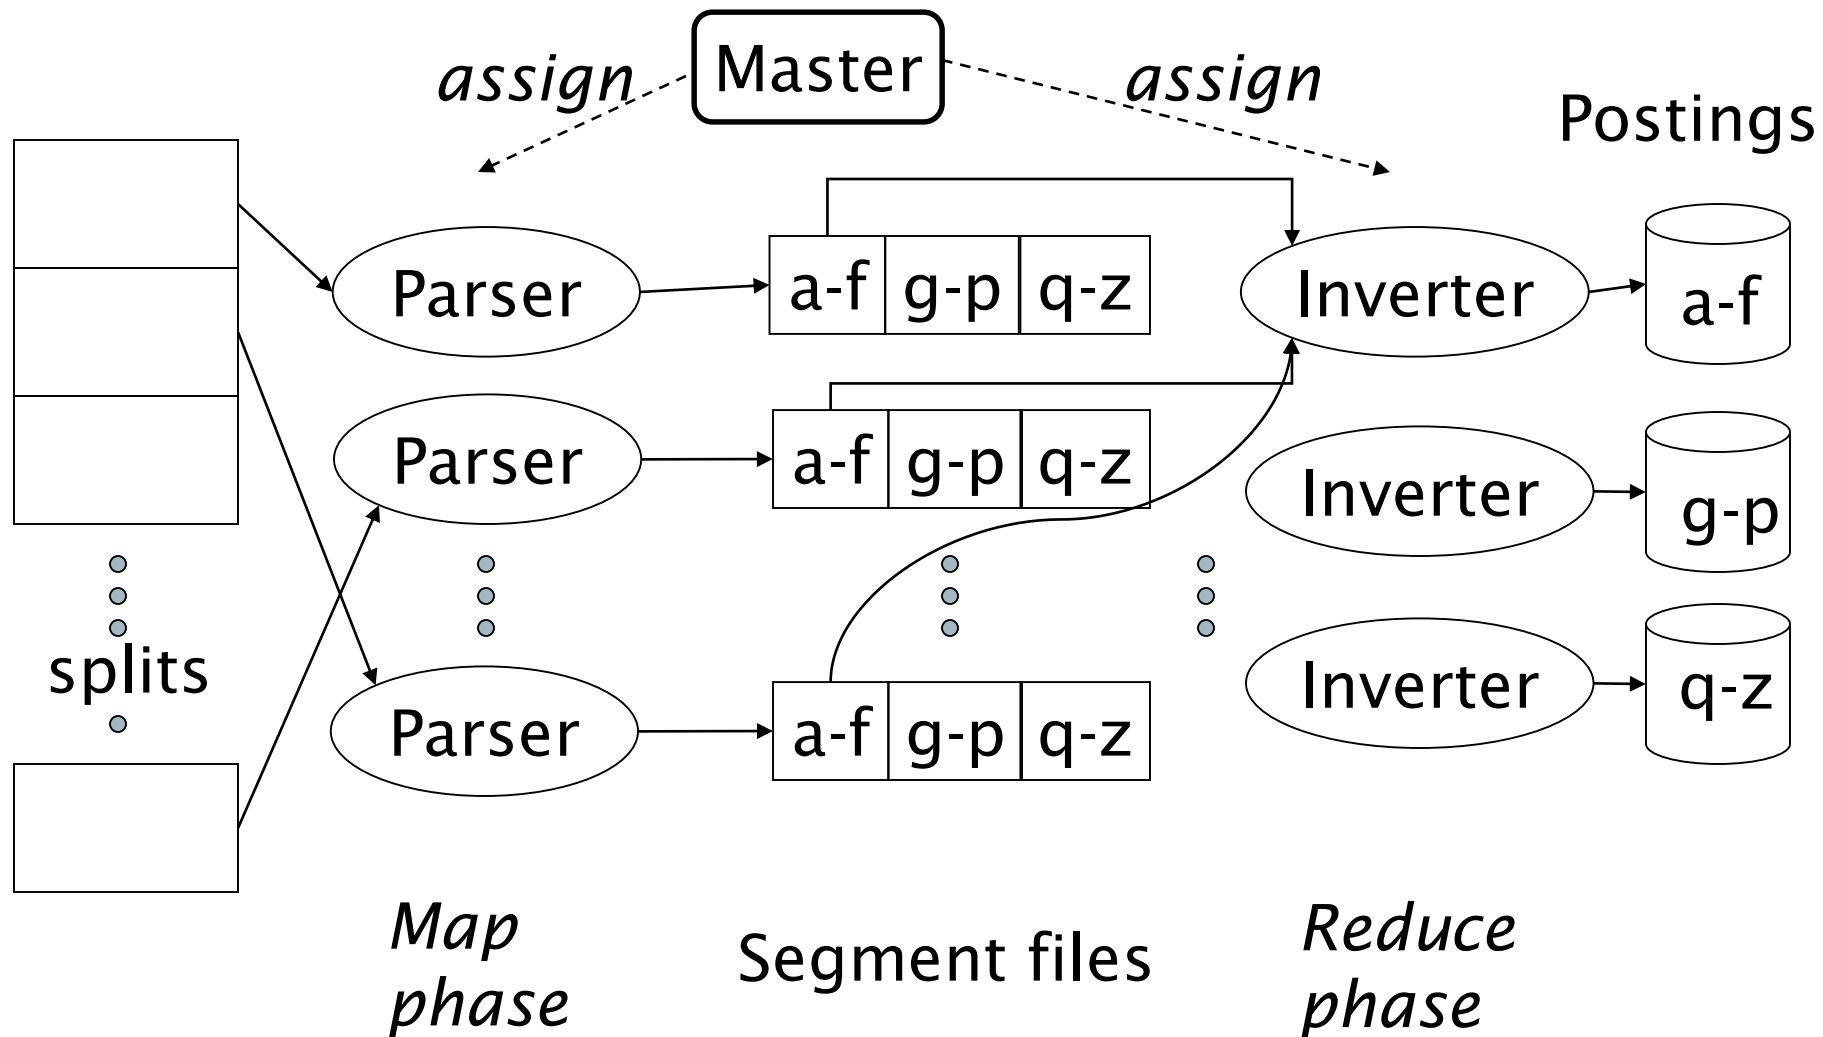 Master
assign
assign
Postings
Parser
a-f g-p q-z
Inverter
a-f
Parser
a-f g-p q-z
Inverter
g-p
splits
Parser
a-f g-p q-z
Inverter
q-z
Map
phase
Segment files
Reduce
phase